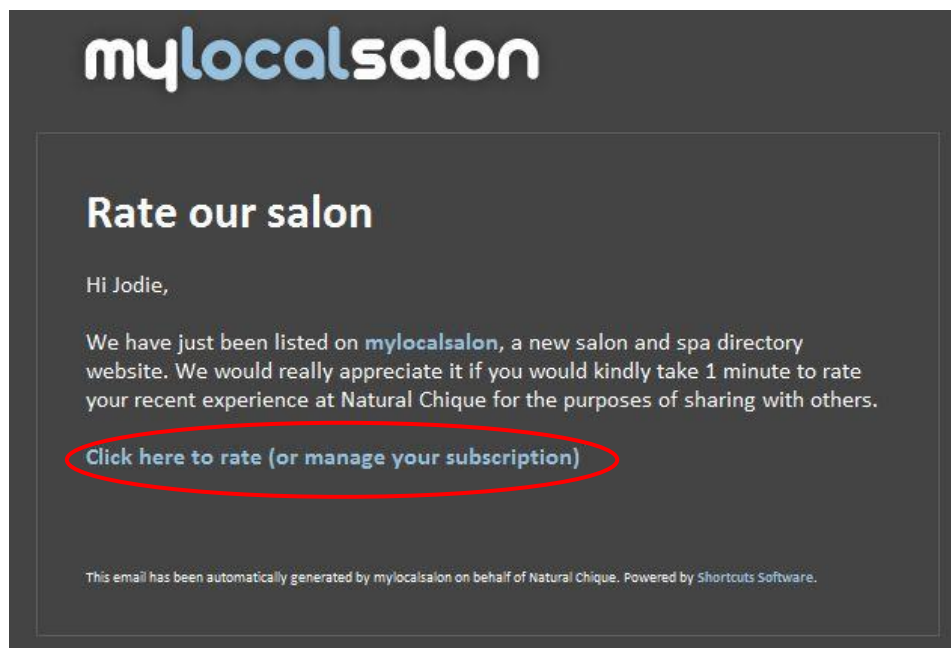 mylocalsalon
Rate our salon
Hi Jodie,
We have just been listed on mylocalsalon, a new salon and spa directory
website. We would really appreciate it if you would kindly take 1 minute to rate
your recent experience at Natural Chique for the purposes of sharing with others.
Click here to rate (or manage your subscription)
This email has been automatically generated by mylocalsalon on behalf of Natural Chique. Powered by Shortcuts Software.